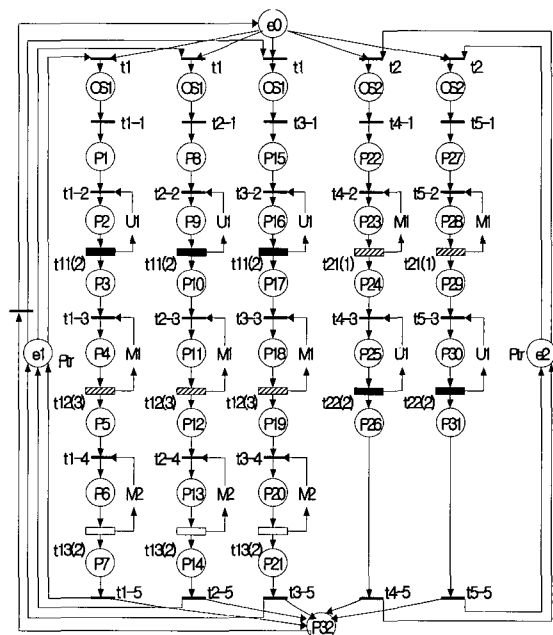 e0
t1 t1 t1 t2 t2
OS1 OS1 OS1 OS2 OS2
t1-1 t2-1 t3-1 t4-1 t5-1
P1 P8 P15 P22 P27
t1-2 t2-2 t3-2 t4-2 t5-2
P2 U1 P9 U1 P16 U1 P23 M1 P28 M1
t11(2) t11(2) t11(2) t21(1) t21(1)
P3 P10 P17 P24 P29
t1-3 t2-3 t3-3 t4-3 t5-3
e1 Ptr P4 M1 P11 M1 P18 M1 P25 U1 P30 U1 Ptr e2
t12(3) t12(3) t12(3) t22(2) t22(2)
P5 P12 P19 P26 P31
t1-4 t2-4 t3-4
P6 M2 P13 M2 P20 M2
t13(2) t13(2) t13(2)
P7 P14 P21
t1-5 t2-5 t3-5 t4-5 t5-5
P32